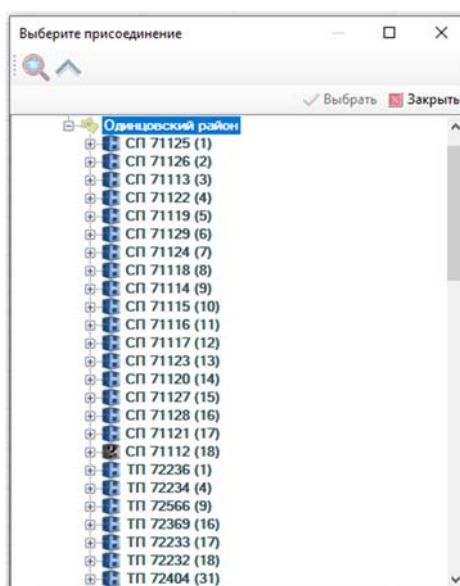 Выберите присоединение
Выбрать Закрыть
Одинцовский район
СП 71125 (1)
СП 71126 (2)
СП 71113 (3)
СП 71122 (4)
СП 71119 (5)
СП 71129 (6)
СП 71124 (7)
СП 71118 (8)
СП 71114 (9)
СП 71115 (10)
СП 71116 (11)
СП 71117 (12)
СП 71123 (13)
СП 71120 (14)
СП 71127 (15)
СП 71128 (16)
СП 71121 (17)
СП 71112 (18)
ТП 72236 (1)
ТП 72234 (4)
ТП 72566 (9)
ТП 72369 (16)
ТП 72233 (17)
ТП 72232 (18)
ТП 72404 (31)